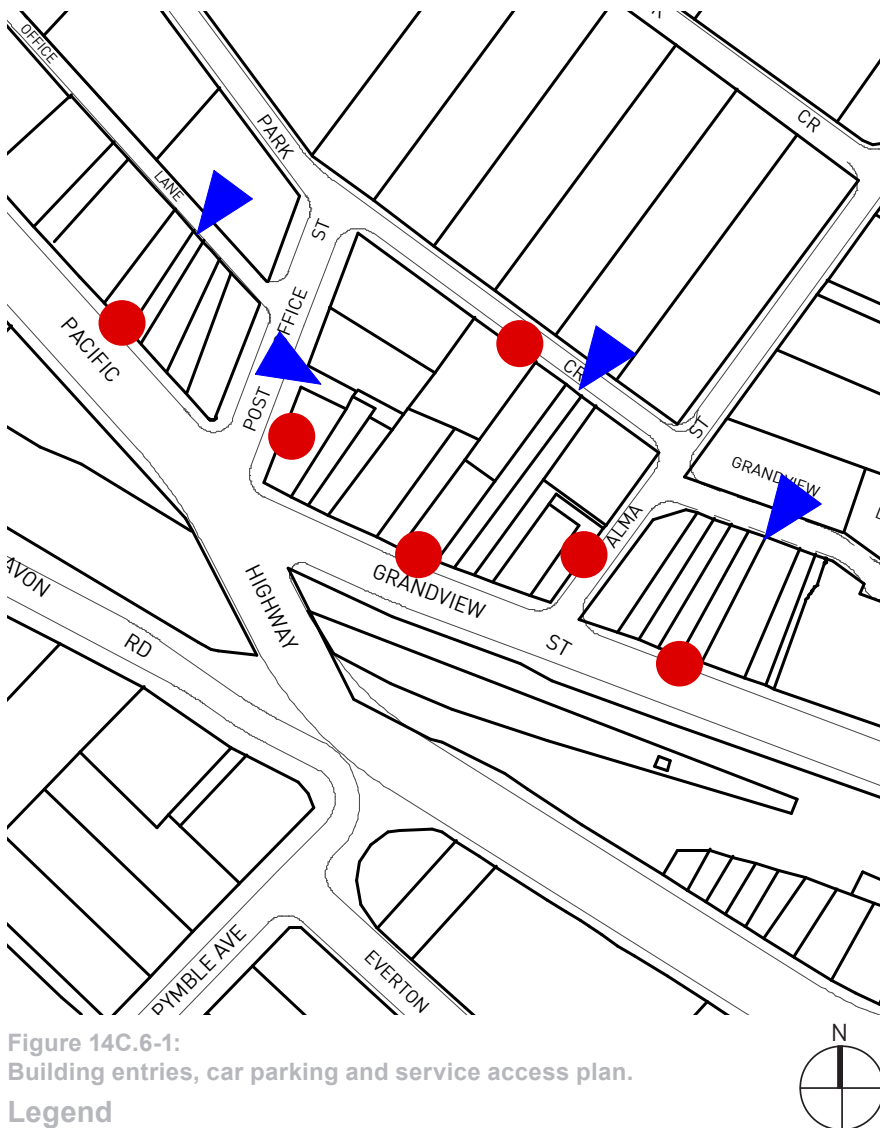 OFFICE
LANE
PARK
ST
CR
POST
FFICE
PACIFIC
HIGHWAY
CR
ST
GRANDVIEW
ALMA
GRANDVIEW
ST
AVON
RD
PYMBLE AVE
EVERTON
Figure 14C.6-1:
Building entries, car parking and service access plan.
Legend
N